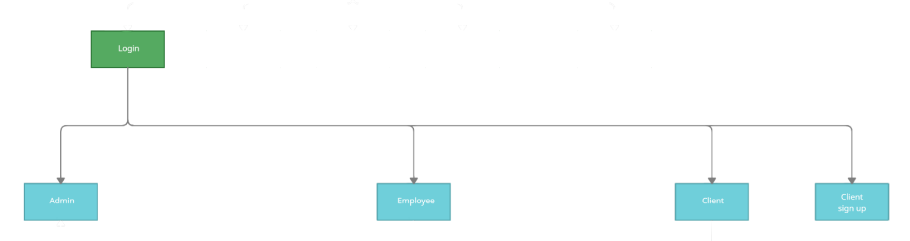 Login
Admin
Employee
Client
Client
sign up